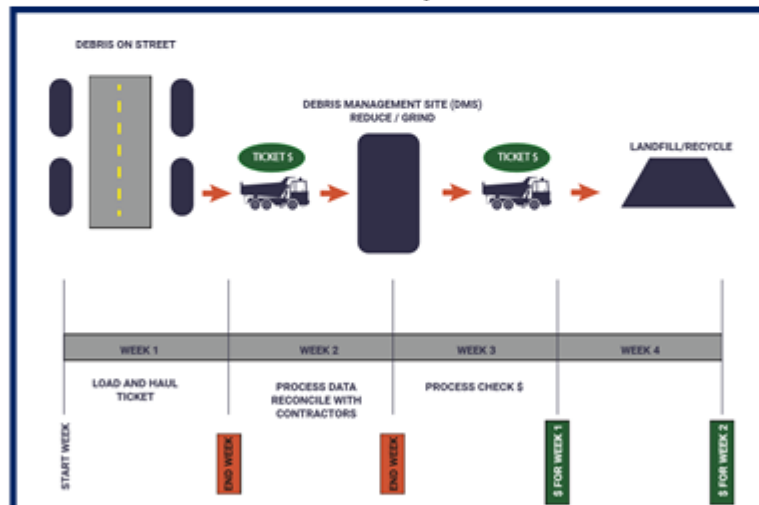 DEBRIS ON STREET
DEBRIS MANAGEMENT SITE (DMS)
REDUCE / GRIND
TICKET $
TICKET $
LANDFILL/RECYCLE
WEEK 1
WEEK 2
WEEK 3
WEEK 4
LOAD AND HAUL
TICKET
PROCESS DATA
RECONCILE WITH
CONTRACTORS
PROCESS CHECK $
START WEEK
END WEEK
END WEEK
$ FOR WEEK 1
$ FOR WEEK 2